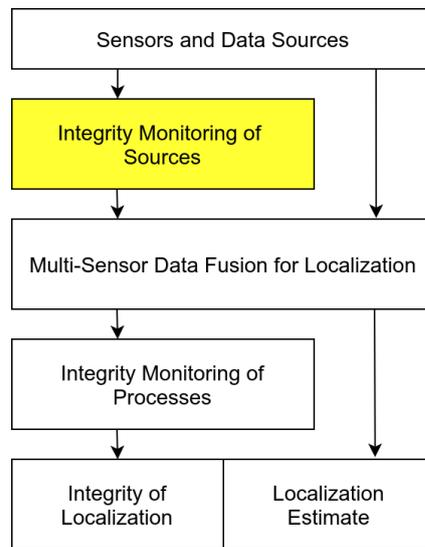 Sensors and Data Sources
Integrity Monitoring of
Sources
Multi-Sensor Data Fusion for Localization
Integrity Monitoring of
Processes
Integrity of
Localization
Localization
Estimate